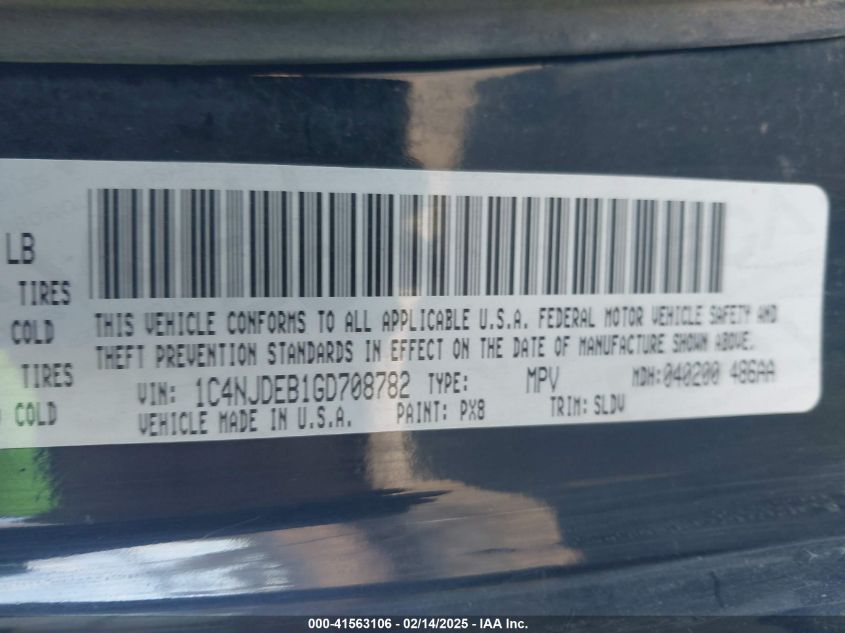 LB
TIRES
COLD
TIRES
COLD
THIS VEHICLE CONFORMS TO ALL APPLICABLE U.S.A. FEDERAL MOTOR VEHICLE SAFETY AND
THEFT PREVENTION STANDARDS IN EFFECT ON THE DATE OF MANUFACTURE SHOWN ABOVE.
VIN: 1C4NJDEB1GD708782 TYPE: MPV MDH:040200 486AA
VEHICLE MADE IN U.S.A. PAINT: PX8 TRIM: SLDV
000-41563106 / 02/14/2025 - IAA Inc.